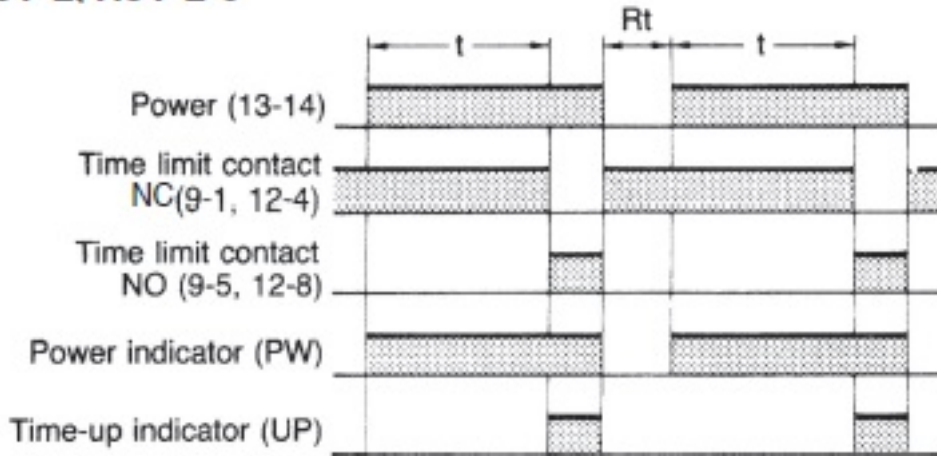 Rt
t
t
Power (13-14)
Time limit contact
NC(9-1, 12-4)
Time limit contact
NO (9-5, 12-8)
Power indicator (PW)
Time-up indicator (UP)